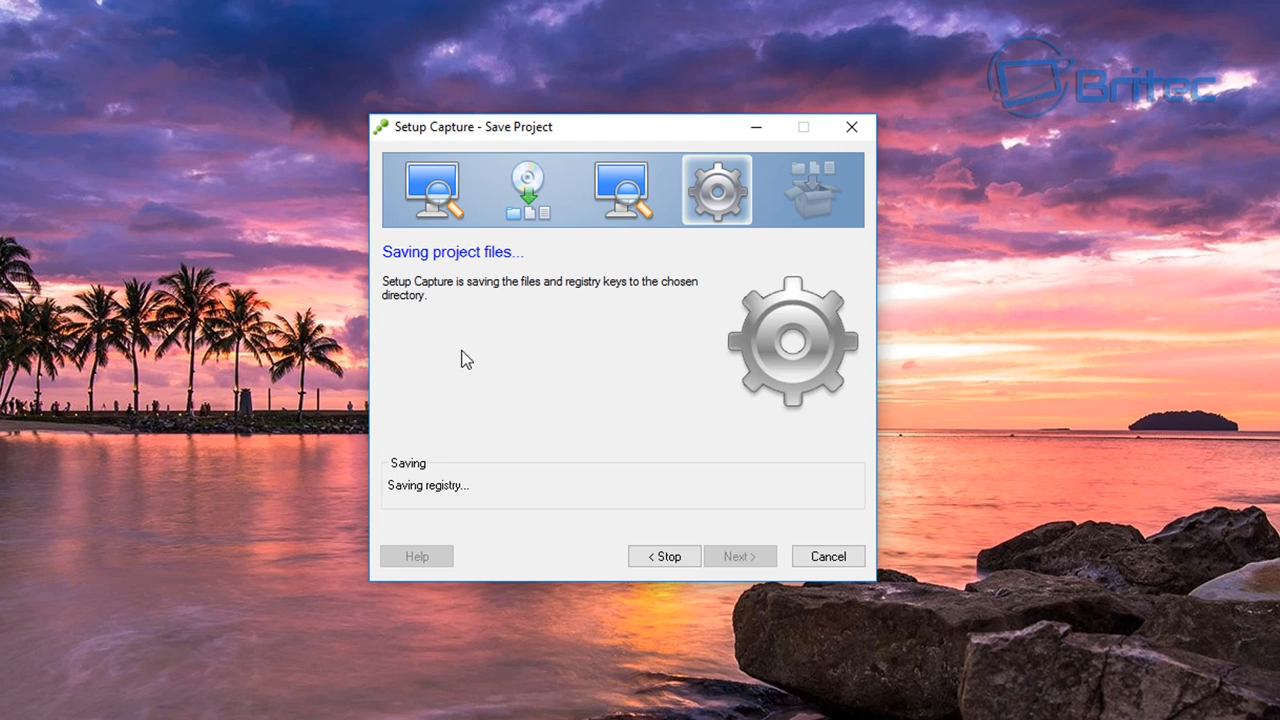 Britec
Setup Capture - Save Project
Saving project files...
Setup Capture is saving the files and registry keys to the chosen
directory.
Saving
Saving registry...
Help
< Stop
Next >
Cancel